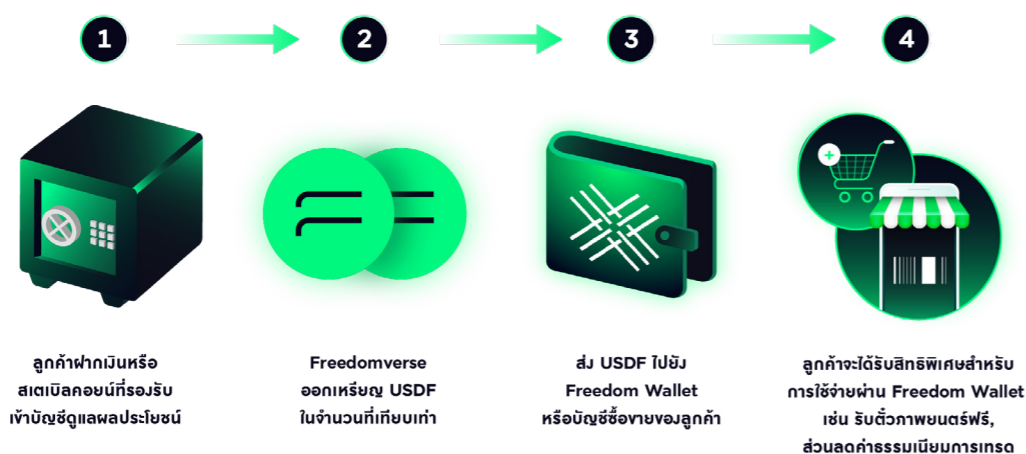 1
2
3
4
ลูกค้าฝากเงินหรือ
สเตเบิลคอยน์ที่รองรับ
เข้าบัญชีดูแลผลประโยชน์
Freedomverse
ออกเหรียญ USDF
ในจำนวนที่เทียบเท่า
ส่ง USDF ไปยัง
Freedom Wallet
หรือบัญชีซื้อขายของลูกค้า
ลูกค้าจะได้รับสิทธิพิเศษสำหรับ
การใช้จ่ายผ่าน Freedom Wallet
เช่น รับตั๋วภาพยนตร์ฟรี,
ส่วนลดค่าธรรมเนียมการเทรด